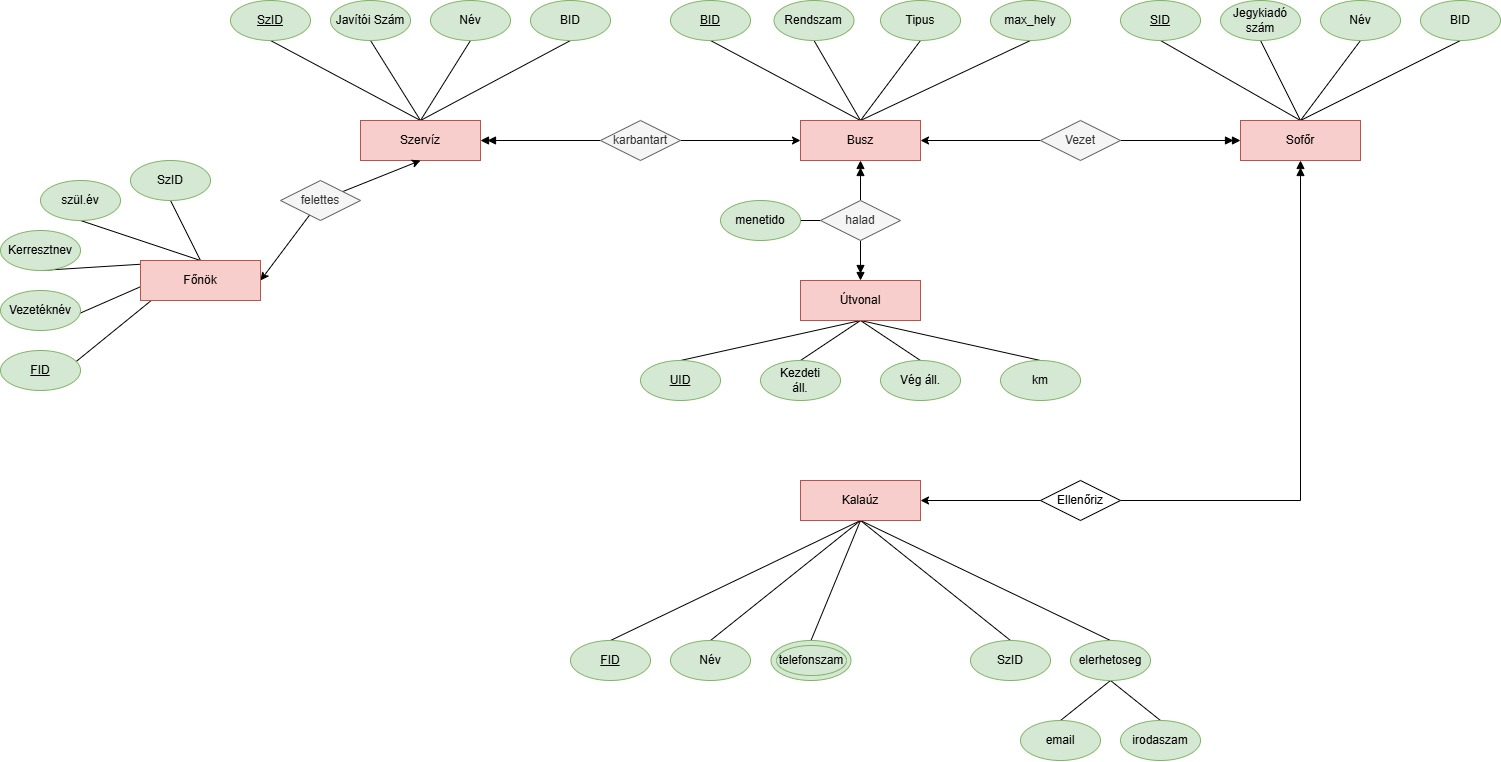 SzID
Javítói Szám
Név
BID
BID
Rendszam
Tipus
max_hely
SID
Jegykiadó
szám
Név
BID
Szervíz
karbantart
Busz
Vezet
Sofőr
SzID
szül.év
felettes
Kerresztnev
menetido
halad
Főnök
Vezetéknév
Útvonal
FID
UID
Kezdeti
áll.
Vég áll.
km
Kalaúz
Ellenőriz
FID
Név
telefonszam
SzID
elerhetoseg
email
irodaszam